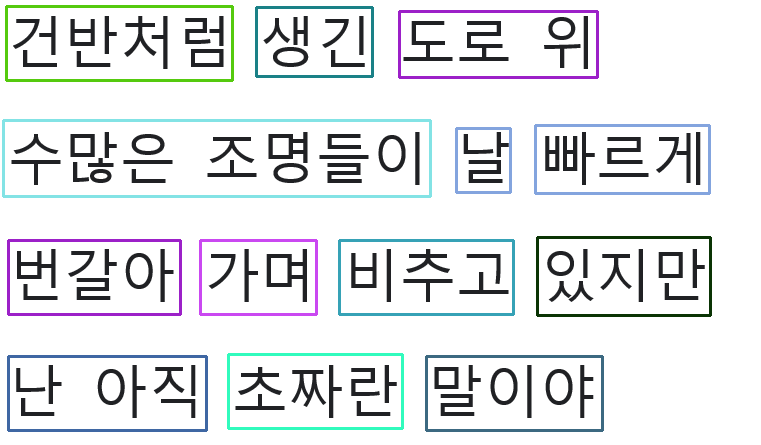 건반처럼 생긴 도로 위
수많은 조명들이 날 빠르게
번갈아 가며 비추고 있지만
난 아직 초짜란 말이야